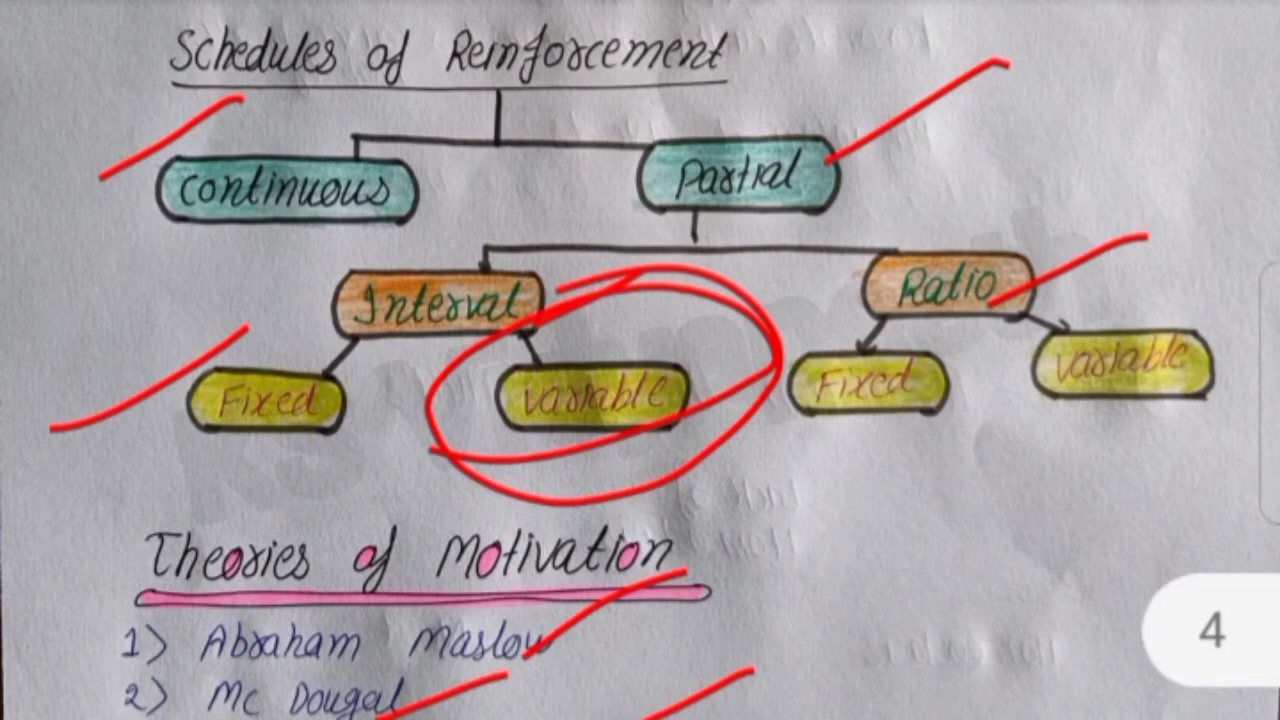 Schedules of Reinforcement
Continuous
Partial
Interval
Ratio
Fixed
variable
Fixed
variable
Theories of Motivation
1) Abraham Maslow
2) Mc Dougal
4